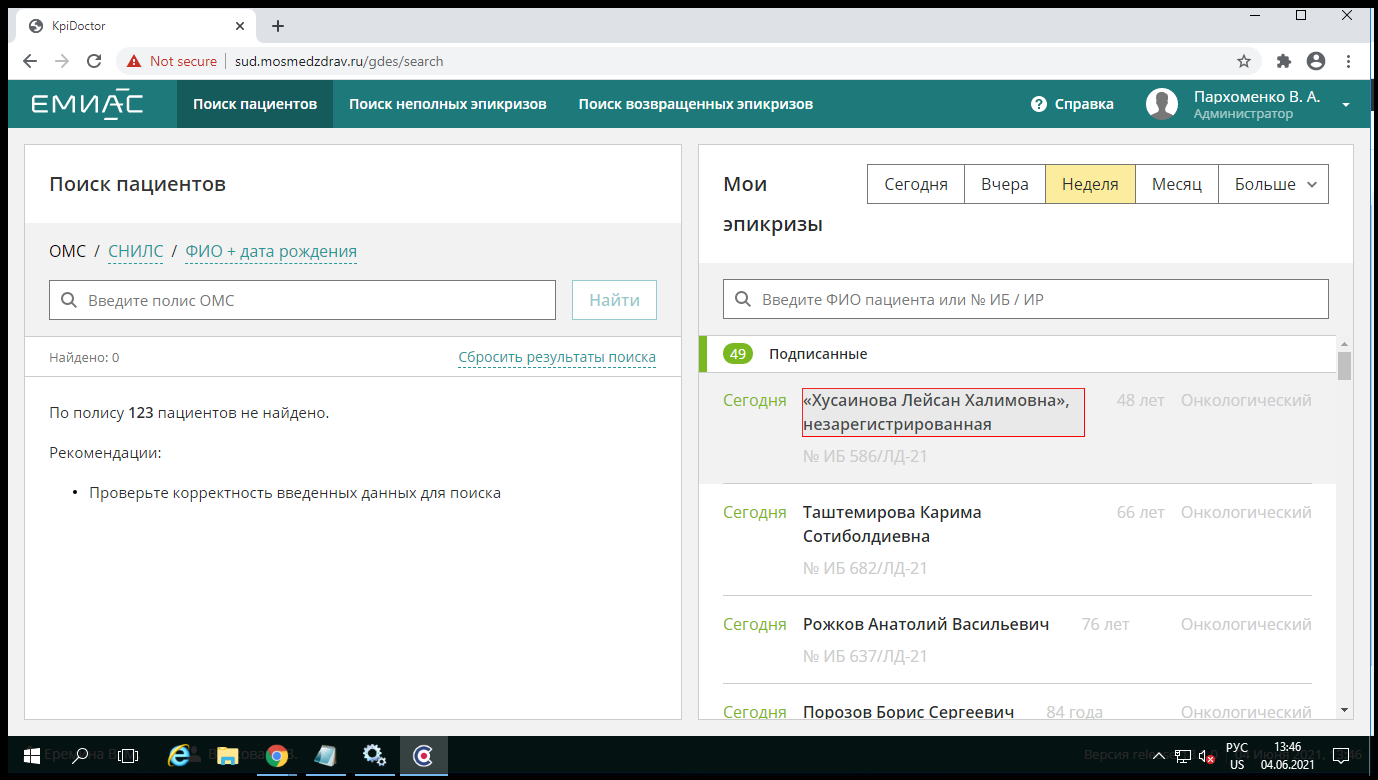 KpiDoctor
Not secure
sud.mosmedzdrav.ru/gdes/search
ЕМИАС
Поиск пациентов
Поиск неполных эпикризов
Поиск возвращенных эпикризов
Справка
Пархоменко В. А.
Администратор
Поиск пациентов
ОМС / СНИЛС / ФИО + дата рождения
Введите полис ОМС
Найти
Найдено: 0
Сбросить результаты поиска
По полису 123 пациентов не найдено.
Рекомендации:
• Проверьте корректность введенных данных для поиска
Мои
эпикризы
Сегодня
Вчера
Неделя
Месяц
Больше
Введите ФИО пациента или № ИБ / ИР
49 Подписанные
Сегодня «Хусаинова Лейсан Халимовна», 48 лет Онкологический
незарегистрированная
№ ИБ 586/ЛД-21
Сегодня Таштемирова Карима 66 лет Онкологический
Сотиболдиевна
№ ИБ 682/ЛД-21
Сегодня Рожков Анатолий Васильевич 76 лет Онкологический
№ ИБ 637/ЛД-21
Сегодня Порозов Борис Сергеевич 84 года Онкологический
Версия release
РУС
US
13:46
04.06.2021